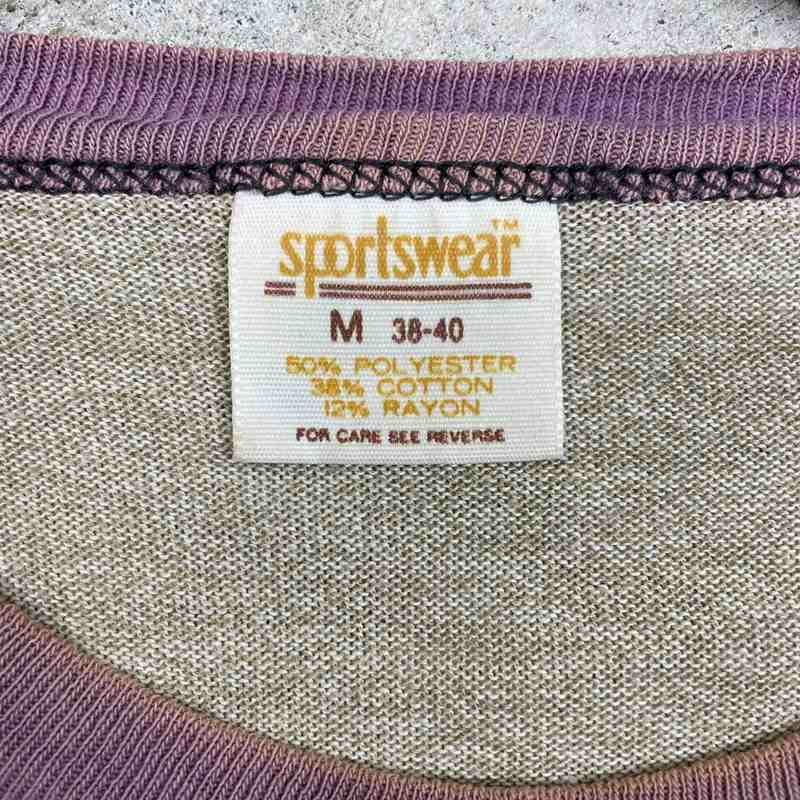 sportswear™
M 38-40
50% POLYESTER
38% COTTON
12% RAYON
FOR CARE SEE REVERSE